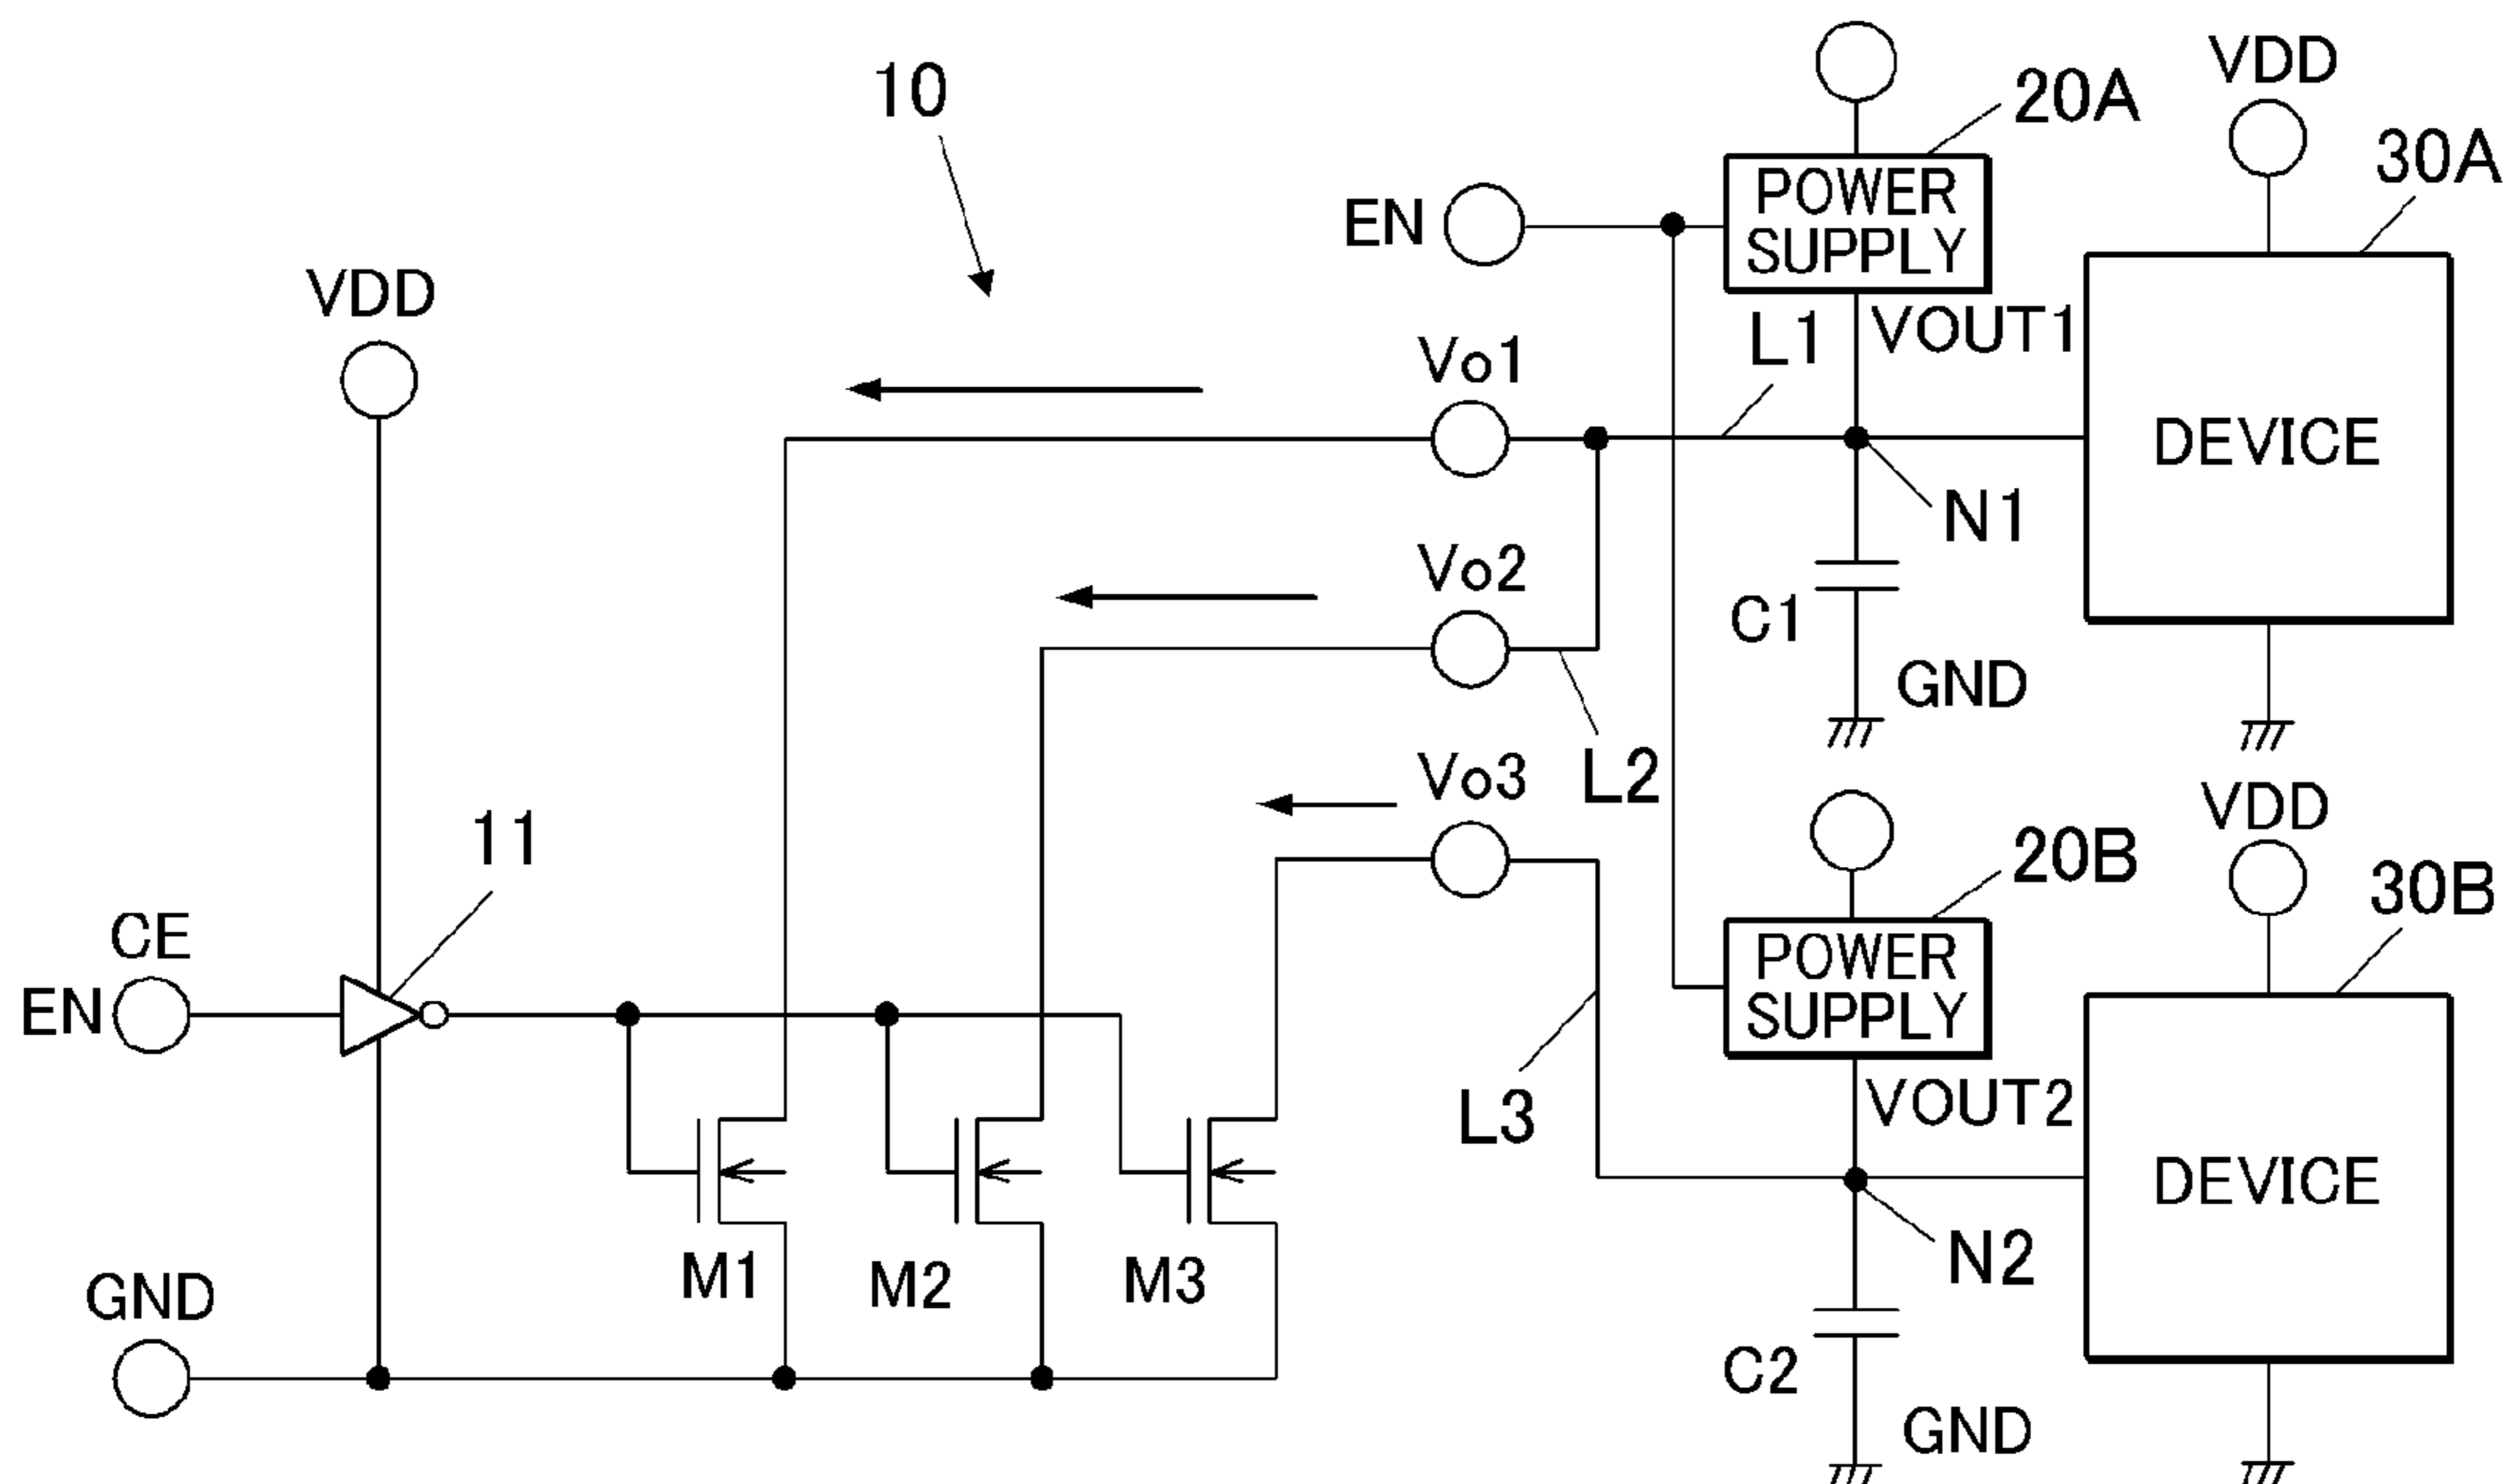 10
20A
VDD
30A
EN
POWER
SUPPLY
VDD
L1
VOUT1
Vo1
DEVICE
N1
Vo2
C1
GND
L2
Vo3
VDD
11
20B
30B
CE
EN
POWER
SUPPLY
L3
VOUT2
DEVICE
N2
M1
M2
M3
GND
C2
GND